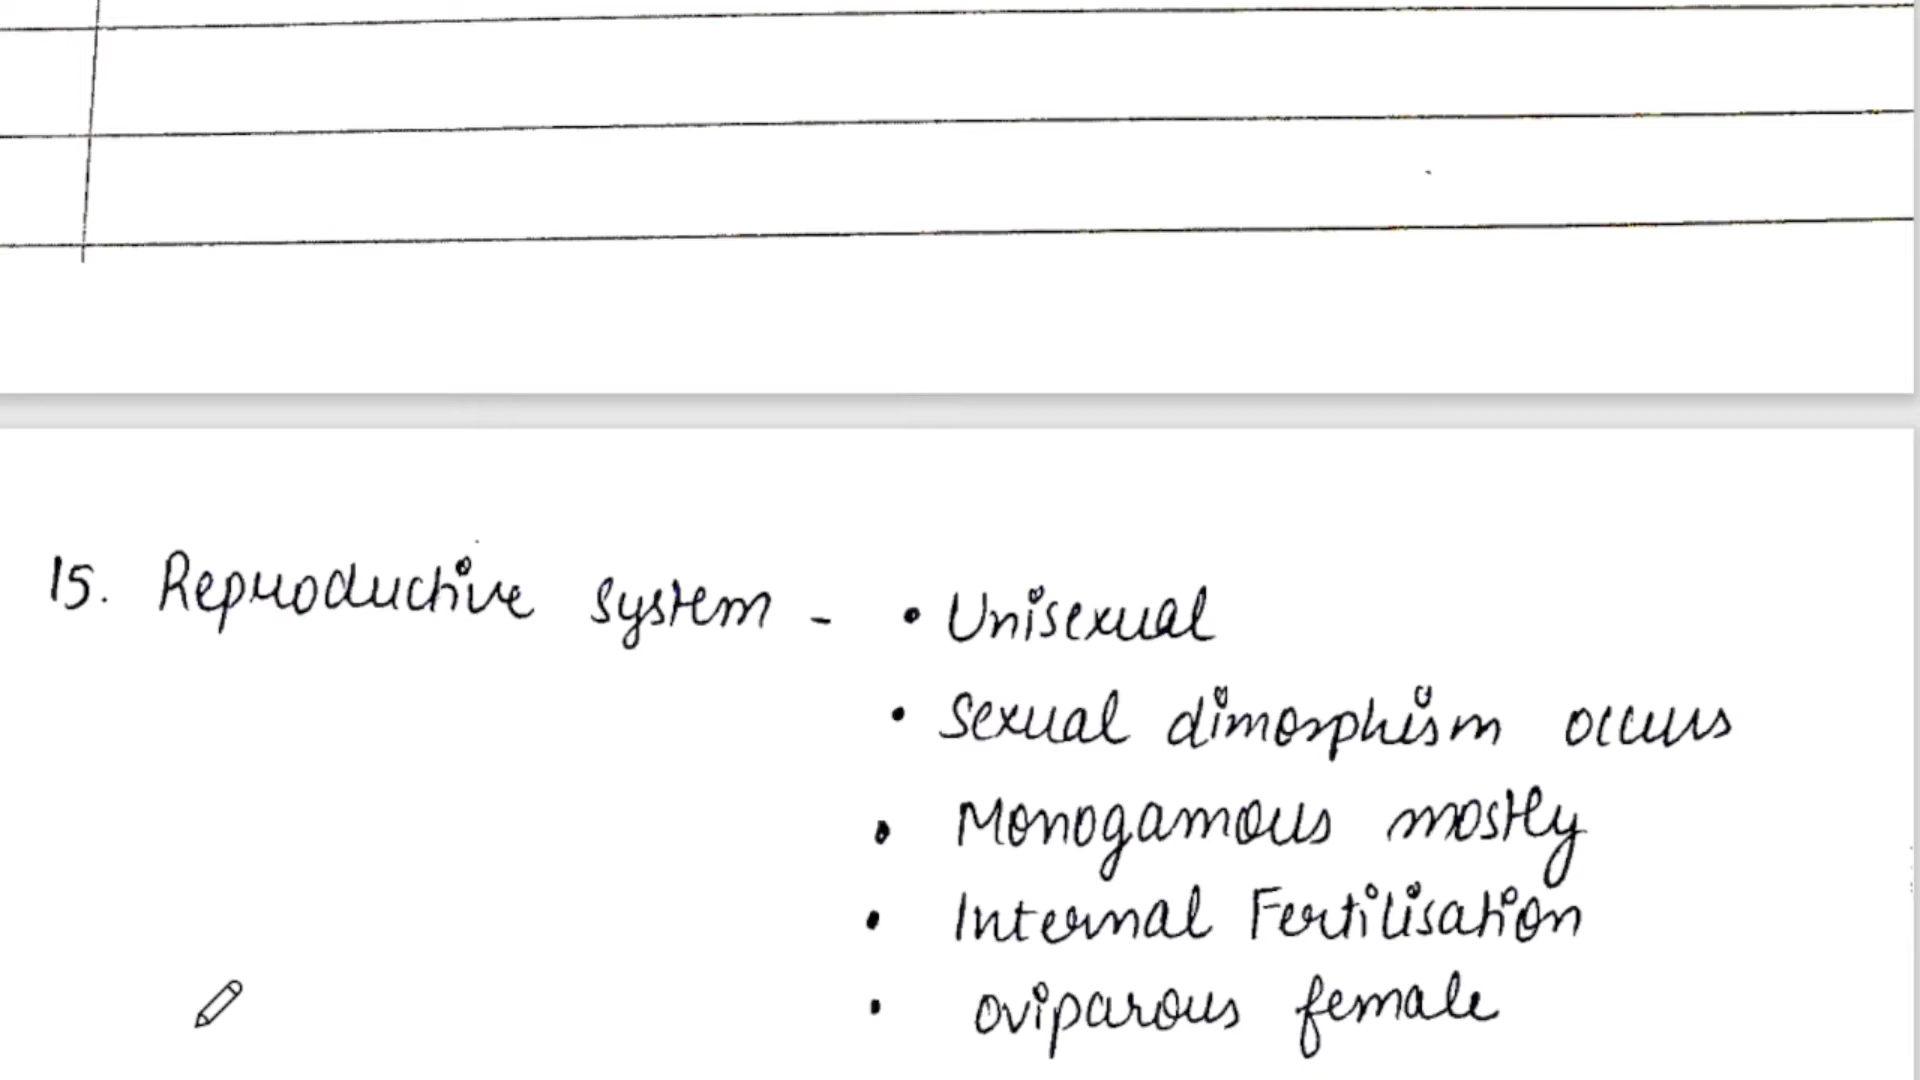 15. Reproductive system - • Unisexual
• Sexual dimorphism occurs
• Monogamous mostly
• Internal Fertilisation
• oviparous female